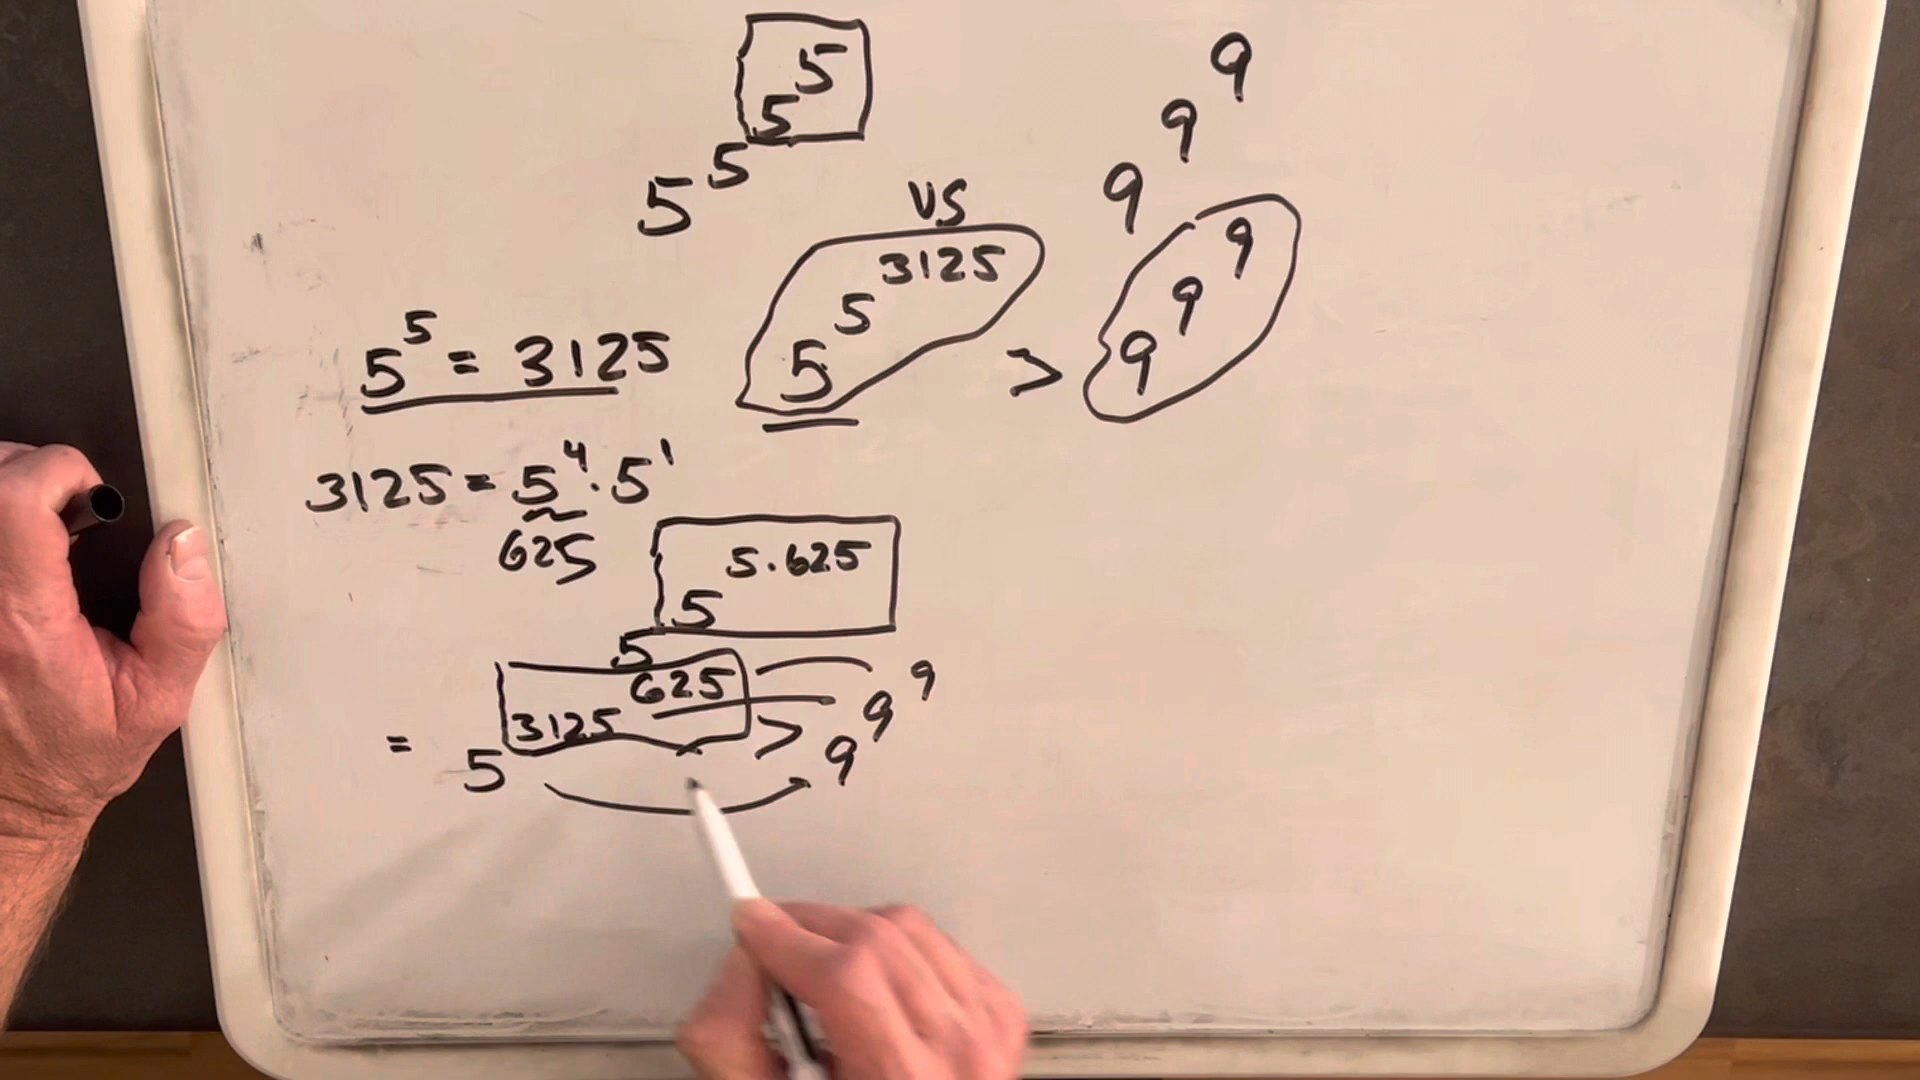 5^5^5^5 vs 9^9^9
5^5^3125 > 9^9^9
5^5 = 3125
3125 = 5^4 · 5^1
625
5^5^5·625
= 5^3125^625 > 9^9^9